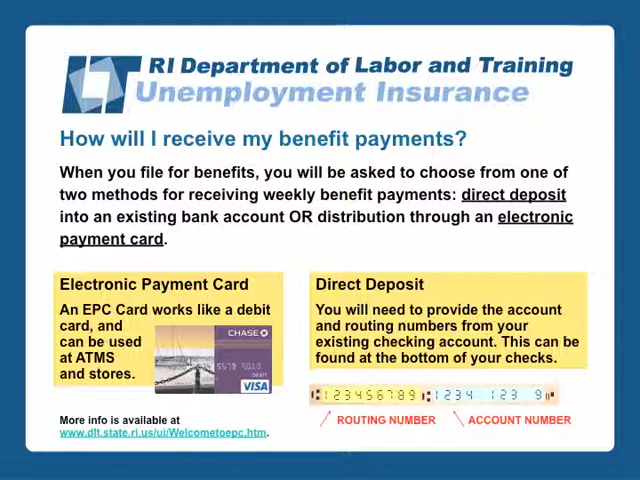 RI Department of Labor and Training
Unemployment Insurance
How will I receive my benefit payments?
When you file for benefits, you will be asked to choose from one of
two methods for receiving weekly benefit payments: direct deposit
into an existing bank account OR distribution through an electronic
payment card.
Electronic Payment Card
An EPC Card works like a debit
card, and
can be used
at ATMS
and stores.
CHASE
DEBIT
VISA
More info is available at
www.dlt.state.ri.us/ui/Welcometoepc.htm.
Direct Deposit
You will need to provide the account
and routing numbers from your
existing checking account. This can be
found at the bottom of your checks.
⑆123456789⑆1234 123 9⑈
ROUTING NUMBER ACCOUNT NUMBER